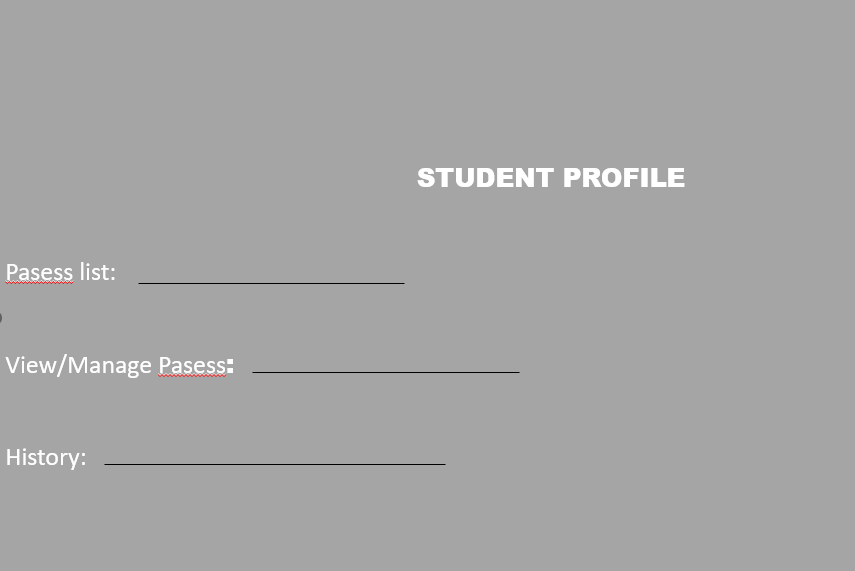 STUDENT PROFILE
Pasess list:
View/Manage Pasess:
History: